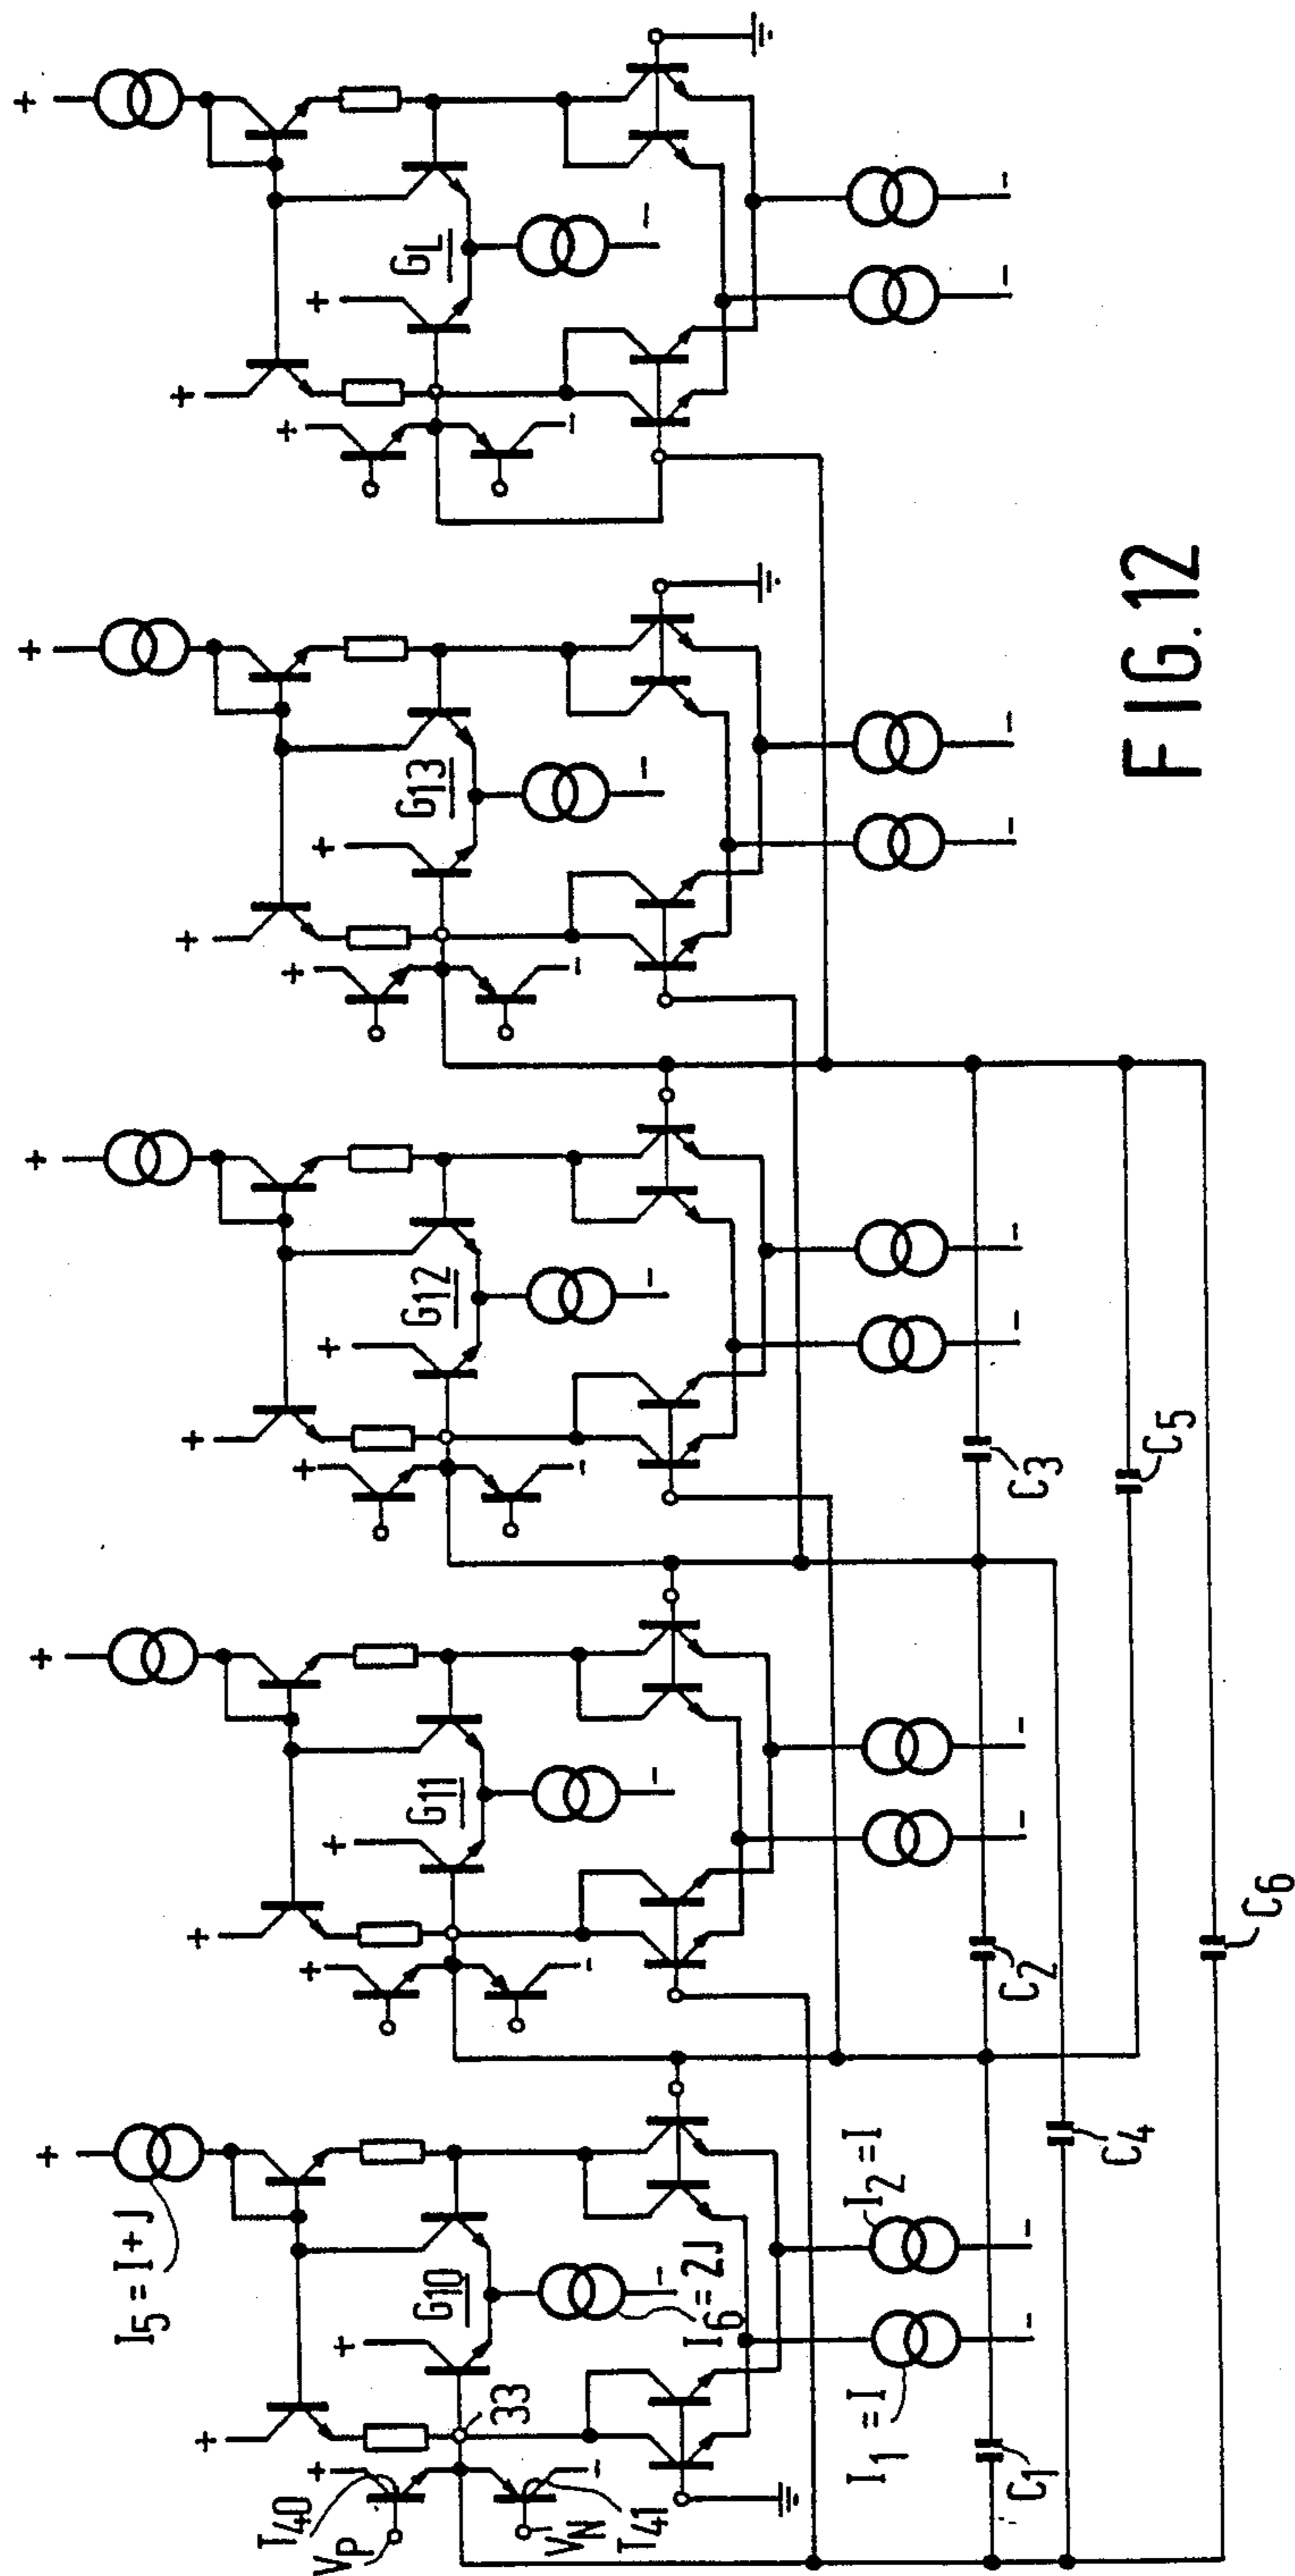 I5 = I + J
T40
VP
VN
T41
33
G10
I6 = 2J
I1 = I
I2 = I
G11
G12
G13
GL
C1
C2
C3
C4
C5
C6
FIG. 12